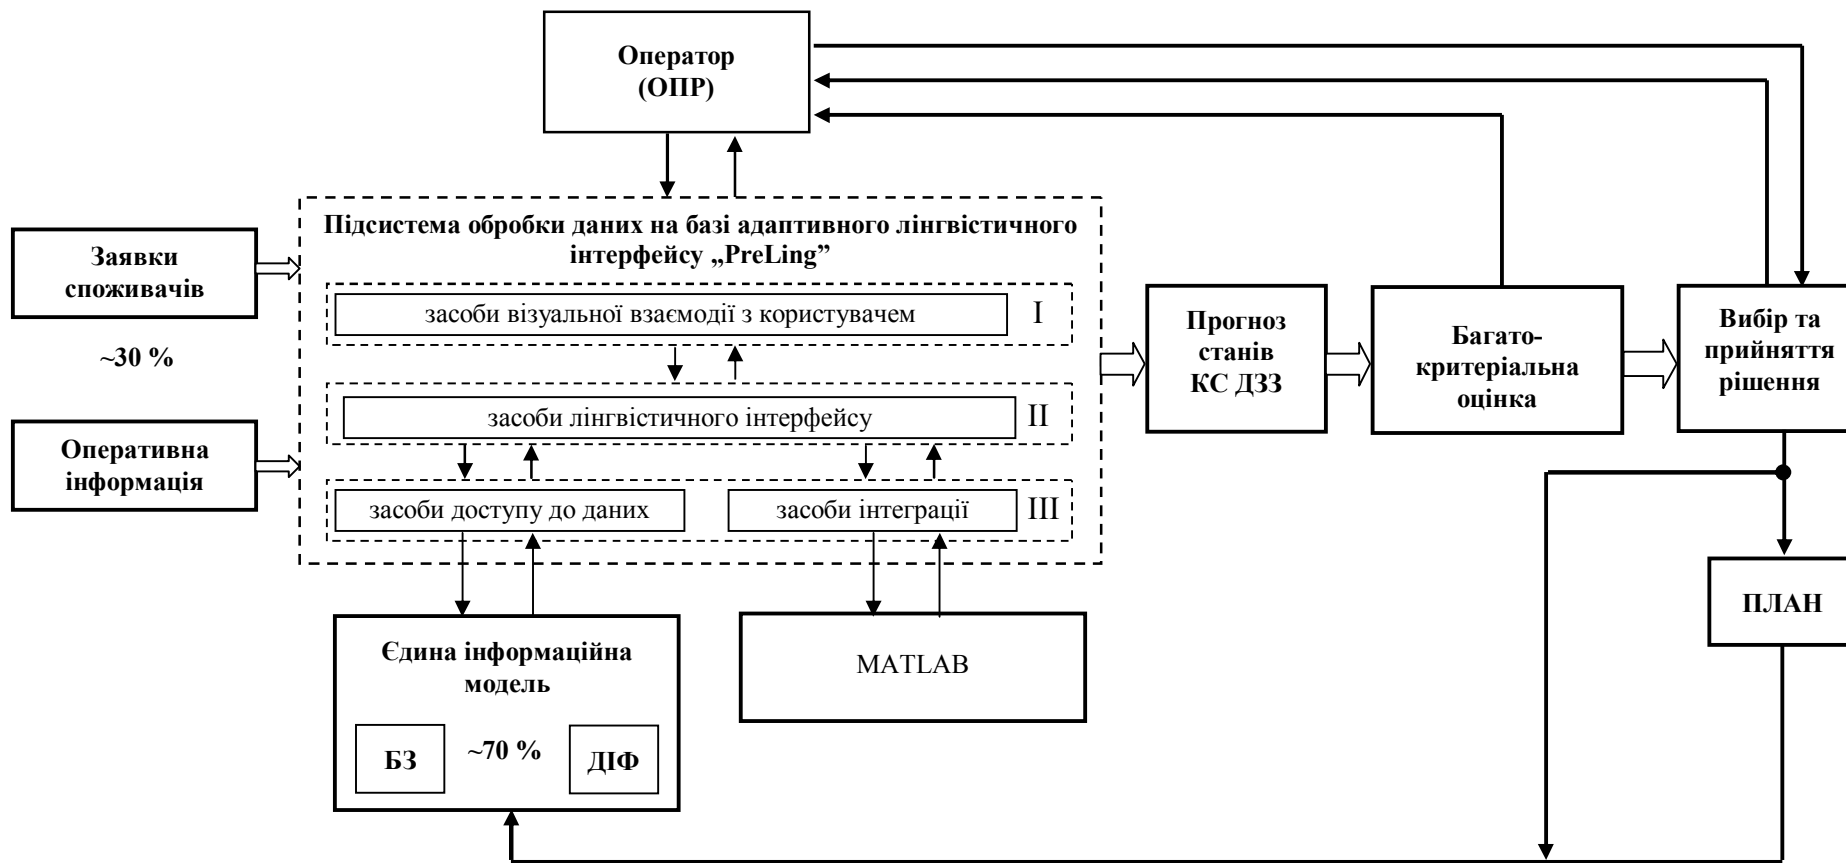 Оператор
(ОПР)
Підсистема обробки даних на базі адаптивного лінгвістичного
інтерфейсу „PreLing”
Заявки
споживачів
~30 %
Оперативна
інформація
засоби візуальної взаємодії з користувачем
I
засоби лінгвістичного інтерфейсу
II
засоби доступу до даних
засоби інтеграції
III
Прогноз
станів
КС ДЗЗ
Багато-
критеріальна
оцінка
Вибір та
прийняття
рішення
ПЛАН
Єдина інформаційна
модель
БЗ
~70 %
ДІФ
MATLAB